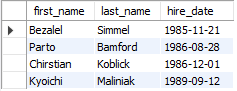 first_name last_name hire_date
Bezalel Simmel 1985-11-21
Parto Bamford 1986-08-28
Chirstian Koblick 1986-12-01
Kyoichi Maliniak 1989-09-12